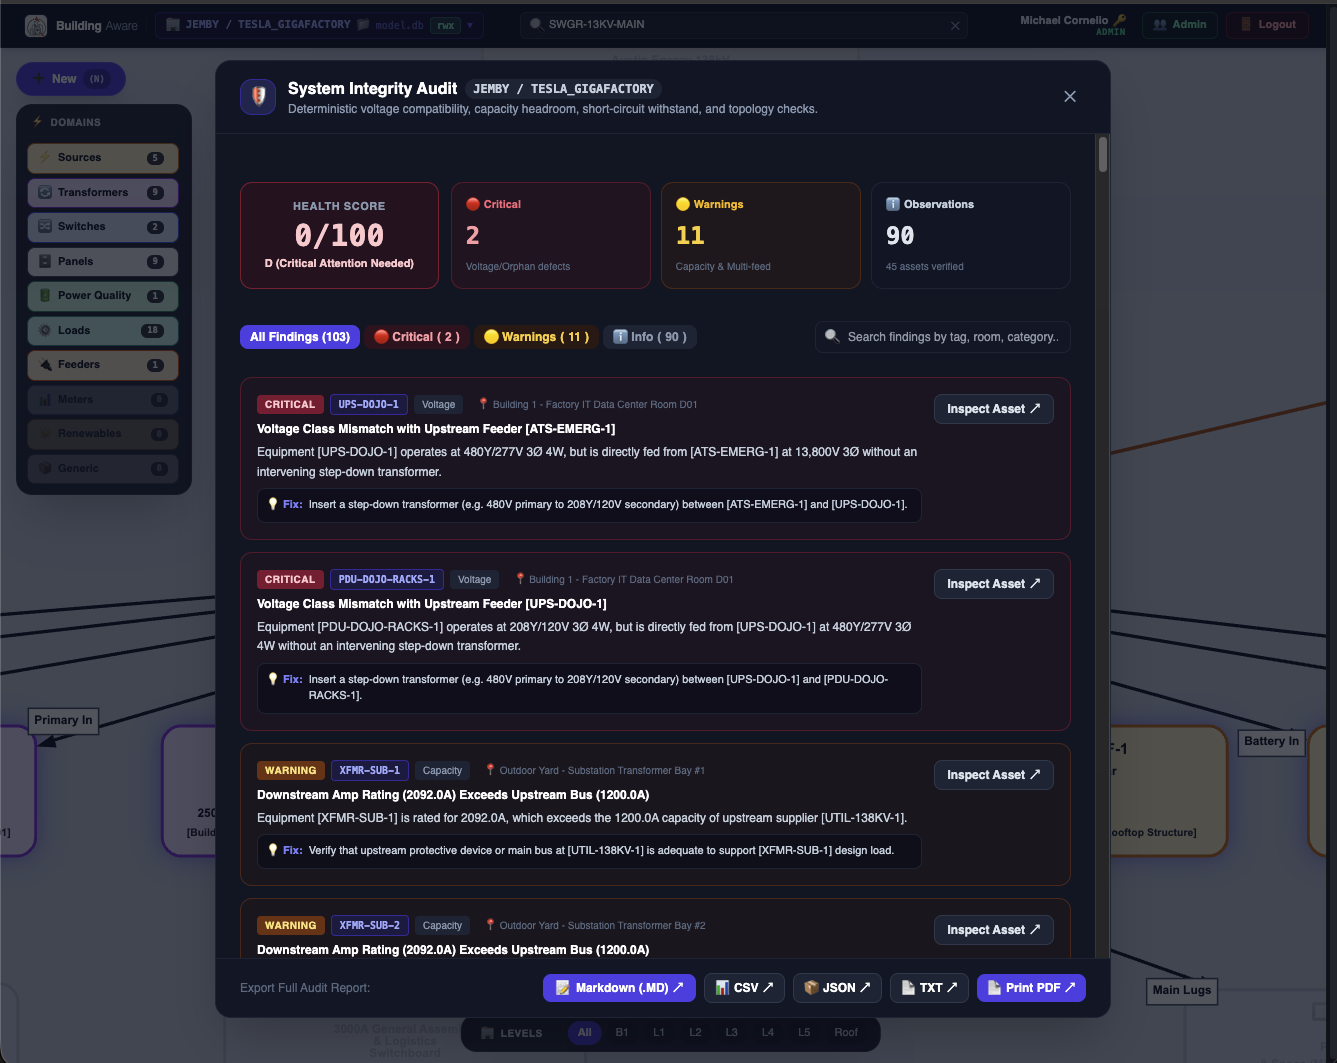 Building Aware
JEMBY / TESLA_GIGAFACTORY
model.db
rwx
SWGR-13KV-MAIN
Michael Cornello
ADMIN
Admin
Logout
New (N)
DOMAINS
Sources 5
Transformers 9
Switches 2
Panels 9
Power Quality 1
Loads 18
Feeders 1
Meters 0
Renewables 0
Generic 0
System Integrity Audit JEMBY / TESLA_GIGAFACTORY
Deterministic voltage compatibility, capacity headroom, short-circuit withstand, and topology checks.
HEALTH SCORE
0/100
D (Critical Attention Needed)
Critical
2
Voltage/Orphan defects
Warnings
11
Capacity & Multi-feed
Observations
90
45 assets verified
All Findings (103)
Critical ( 2 )
Warnings ( 11 )
Info ( 90 )
Search findings by tag, room, category..
CRITICAL UPS-DOJO-1 Voltage Building 1 - Factory IT Data Center Room D01
Inspect Asset ↗
Voltage Class Mismatch with Upstream Feeder [ATS-EMERG-1]
Equipment [UPS-DOJO-1] operates at 480Y/277V 3Ø 4W, but is directly fed from [ATS-EMERG-1] at 13,800V 3Ø without an
intervening step-down transformer.
Fix: Insert a step-down transformer (e.g. 480V primary to 208Y/120V secondary) between [ATS-EMERG-1] and [UPS-DOJO-1].
CRITICAL PDU-DOJO-RACKS-1 Voltage Building 1 - Factory IT Data Center Room D01
Inspect Asset ↗
Voltage Class Mismatch with Upstream Feeder [UPS-DOJO-1]
Equipment [PDU-DOJO-RACKS-1] operates at 208Y/120V 3Ø 4W, but is directly fed from [UPS-DOJO-1] at 480Y/277V 3Ø
4W without an intervening step-down transformer.
Fix: Insert a step-down transformer (e.g. 480V primary to 208Y/120V secondary) between [UPS-DOJO-1] and [PDU-DOJO-
RACKS-1].
WARNING XFMR-SUB-1 Capacity Outdoor Yard - Substation Transformer Bay #1
Inspect Asset ↗
Downstream Amp Rating (2092.0A) Exceeds Upstream Bus (1200.0A)
Equipment [XFMR-SUB-1] is rated for 2092.0A, which exceeds the 1200.0A capacity of upstream supplier [UTIL-138KV-1].
Fix: Verify that upstream protective device or main bus at [UTIL-138KV-1] is adequate to support [XFMR-SUB-1] design load.
WARNING XFMR-SUB-2 Capacity Outdoor Yard - Substation Transformer Bay #2
Inspect Asset ↗
Downstream Amp Rating (2092.0A) Exceeds Upstream Bus (1200.0A)
Export Full Audit Report:
Markdown (.MD) ↗
CSV ↗
JSON ↗
TXT ↗
Print PDF ↗
Primary In
250
[Build
F-1
r
ooftop Structure]
Battery In
Main Lugs
3000A General Assem
& Logistics
Switchboard
LEVELS All B1 L1 L2 L3 L4 L5 Roof